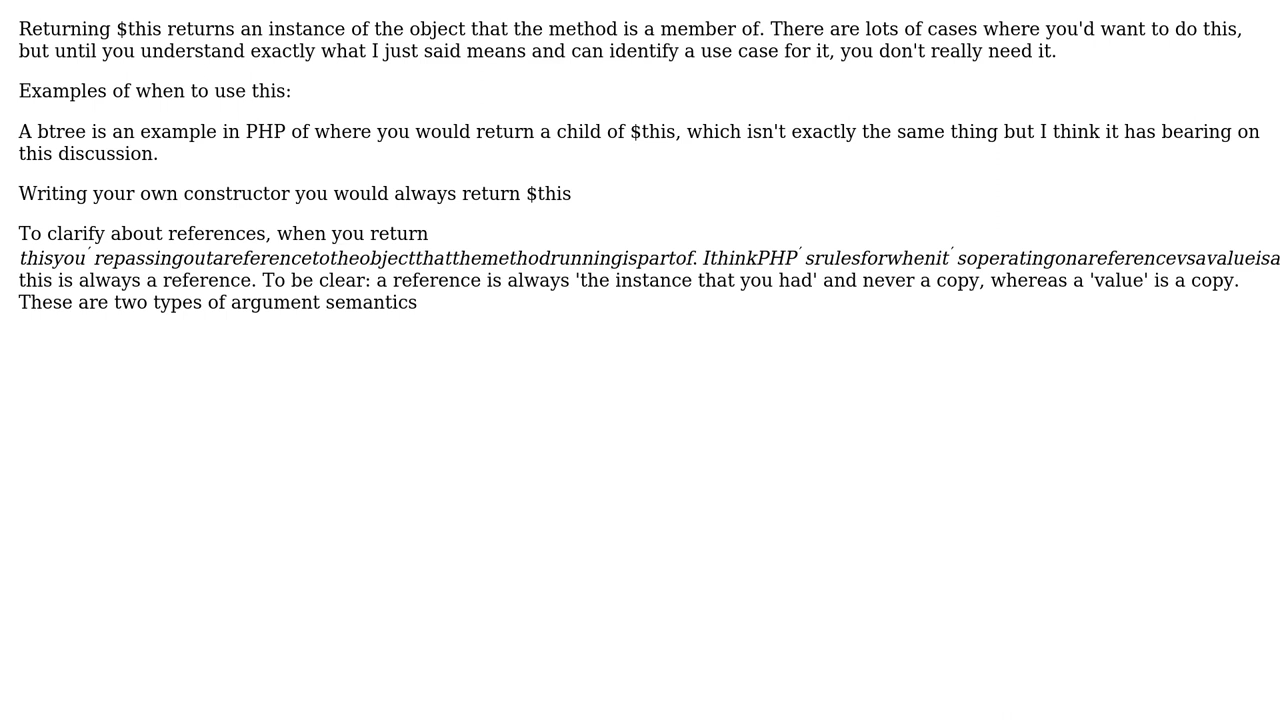 Returning $this returns an instance of the object that the method is a member of. There are lots of cases where you'd want to do this,
but until you understand exactly what I just said means and can identify a use case for it, you don't really need it.
Examples of when to use this:
A btree is an example in PHP of where you would return a child of $this, which isn't exactly the same thing but I think it has bearing on
this discussion.
Writing your own constructor you would always return $this
To clarify about references, when you return
thisyou′repassingoutareferencetotheobjectthatthemethodrunningispartof.IthinkPHP′srulesforwhenit′soperatingonareferencevsavalueisa
this is always a reference. To be clear: a reference is always 'the instance that you had' and never a copy, whereas a 'value' is a copy.
These are two types of argument semantics